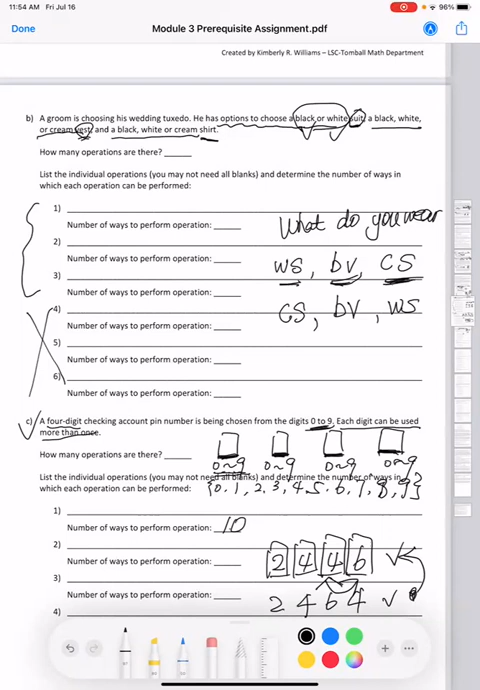 11:54 AM Fri Jul 16
96%
Done
Module 3 Prerequisite Assignment.pdf
Created by Kimberly R. Williams – LSC-Tomball Math Department
b) A groom is choosing his wedding tuxedo. He has options to choose a black or white suit, a black, white,
or cream vest, and a black, white or cream shirt.
How many operations are there? ______
List the individual operations (you may not need all blanks) and determine the number of ways in
which each operation can be performed:
1)
What do you wear
Number of ways to perform operation: ______
2)
Number of ways to perform operation: ______
ws, bv, cs
3)
Number of ways to perform operation: ______
4)
cs, bv, ws
Number of ways to perform operation: ______
5)
Number of ways to perform operation: ______
6)
Number of ways to perform operation: ______
c) A four-digit checking account pin number is being chosen from the digits 0 to 9. Each digit can be used
more than once.
How many operations are there? ______
0~9 0~9 0~9 0~9
List the individual operations (you may not need all blanks) and determine the number of ways in
which each operation can be performed:
{0, 1, 2, 3, 4, 5, 6, 7, 8, 9}
1)
Number of ways to perform operation: 10
2)
2 4 4 6
Number of ways to perform operation: ______
3)
Number of ways to perform operation: ______
2 4 6 4
4)